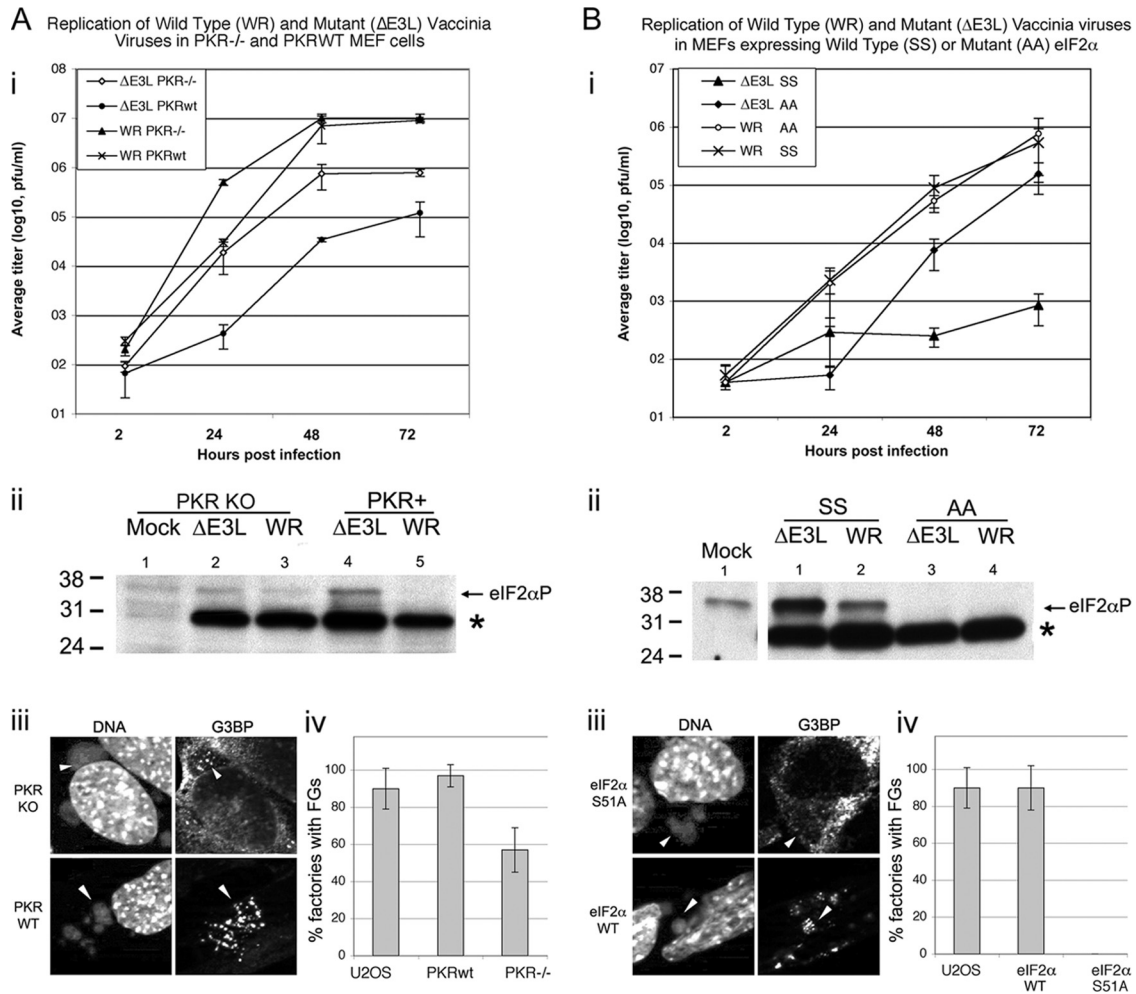 A
Replication of Wild Type (WR) and Mutant (ΔE3L) Vaccinia
Viruses in PKR-/- and PKRWT MEF cells
i
Average titer (log10, pfu/ml)
08
07
06
05
04
03
02
01
ΔE3L PKR-/-
ΔE3L PKRwt
WR PKR-/-
WR PKRwt
2
24
48
72
Hours post infection
ii
PKR KO
PKR+
Mock
ΔE3L
WR
ΔE3L
WR
1
2
3
4
5
38
31
24
eIF2αP
*
iii
DNA
G3BP
PKR
KO
PKR
WT
iv
% factories with FGs
100
80
60
40
20
0
U2OS
PKRwt
PKR-/-
B
Replication of Wild Type (WR) and Mutant (ΔE3L) Vaccinia viruses
in MEFs expressing Wild Type (SS) or Mutant (AA) eIF2α
i
Average titer (log10, pfu/ml)
07
06
05
04
03
02
01
ΔE3L SS
ΔE3L AA
WR AA
WR SS
2
24
48
72
Hours post infection
ii
SS
AA
Mock
ΔE3L
WR
ΔE3L
WR
1
1
2
3
4
38
31
24
eIF2αP
*
iii
DNA
G3BP
eIF2α
S51A
eIF2α
WT
iv
% factories with FGs
100
80
60
40
20
0
U2OS
eIF2α
WT
eIF2α
S51A